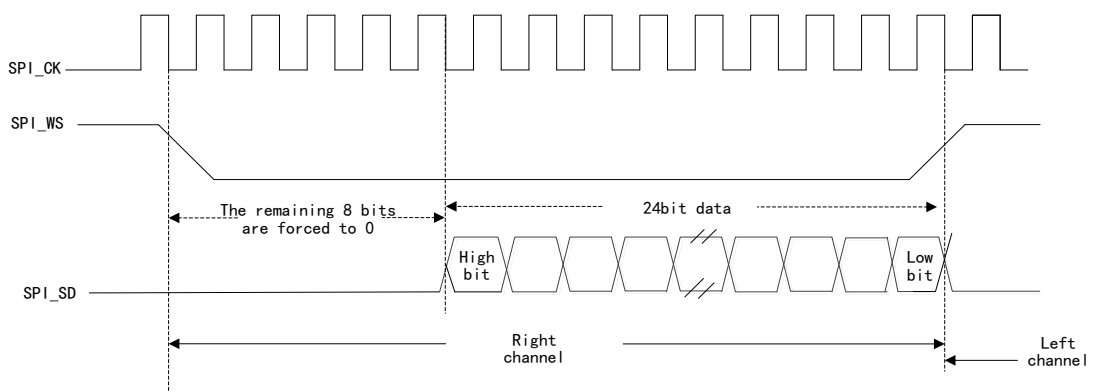 SPI_CK
SPI_WS
The remaining 8 bits
are forced to 0
24bit data
High
bit
Low
bit
SPI_SD
Right
channel
Left
channel